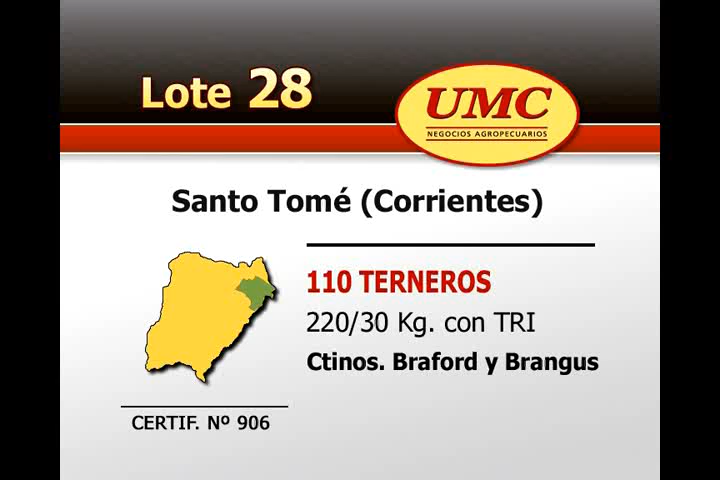 Lote 28
UMC
NEGOCIOS AGROPECUARIOS
Santo Tomé (Corrientes)
110 TERNEROS
220/30 Kg. con TRI
Ctinos. Braford y Brangus
CERTIF. Nº 906